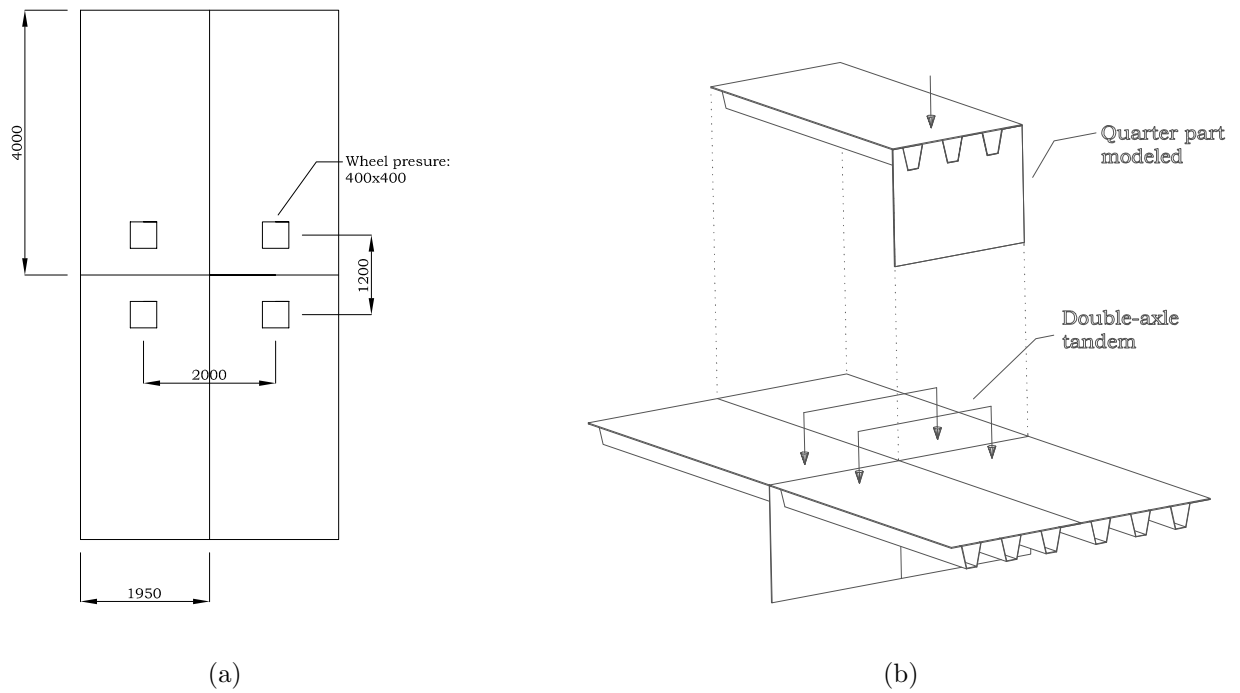 4000
Wheel presure:
400x400
1200
2000
1950
(a)
Quarter part
modeled
Double-axle
tandem
(b)